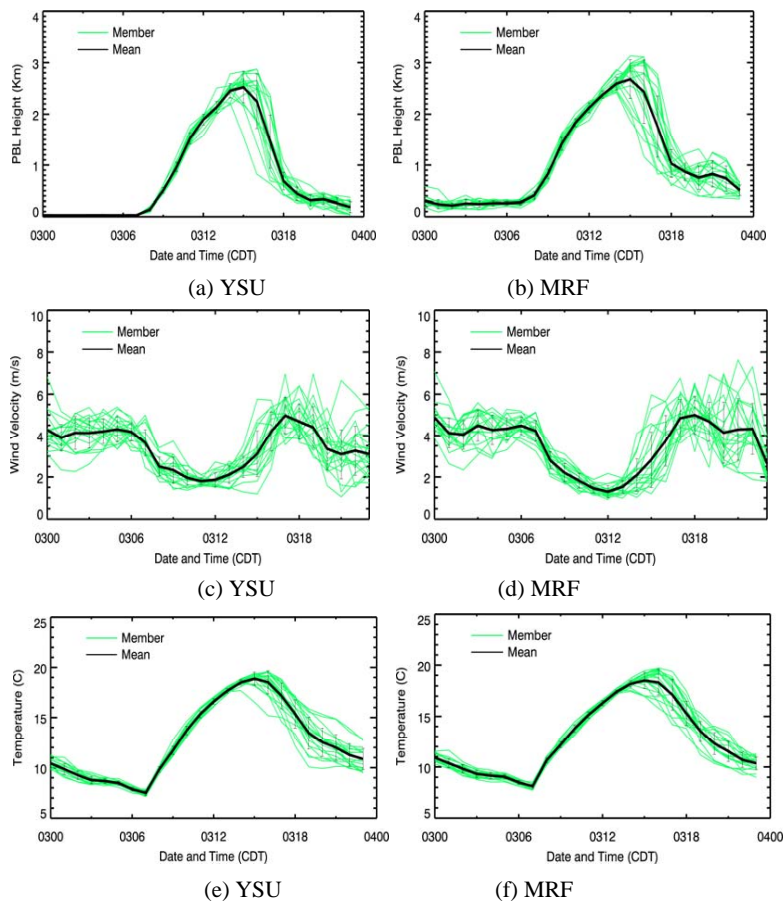 4
3
2
1
0
PBL Height (Km)
Member
Mean
0300 0306 0312 0318 0400
Date and Time (CDT)
(a) YSU
4
3
2
1
0
PBL Height (Km)
Member
Mean
0300 0306 0312 0318 0400
Date and Time (CDT)
(b) MRF
10
8
6
4
2
0
Wind Velocity (m/s)
Member
Mean
0300 0306 0312 0318
Date and Time (CDT)
(c) YSU
10
8
6
4
2
0
Wind Velocity (m/s)
Member
Mean
0300 0306 0312 0318
Date and Time (CDT)
(d) MRF
25
20
15
10
5
Temperature (C)
Member
Mean
0300 0306 0312 0318 0400
Date and Time (CDT)
(e) YSU
25
20
15
10
5
Temperature (C)
Member
Mean
0300 0306 0312 0318 0400
Date and Time (CDT)
(f) MRF